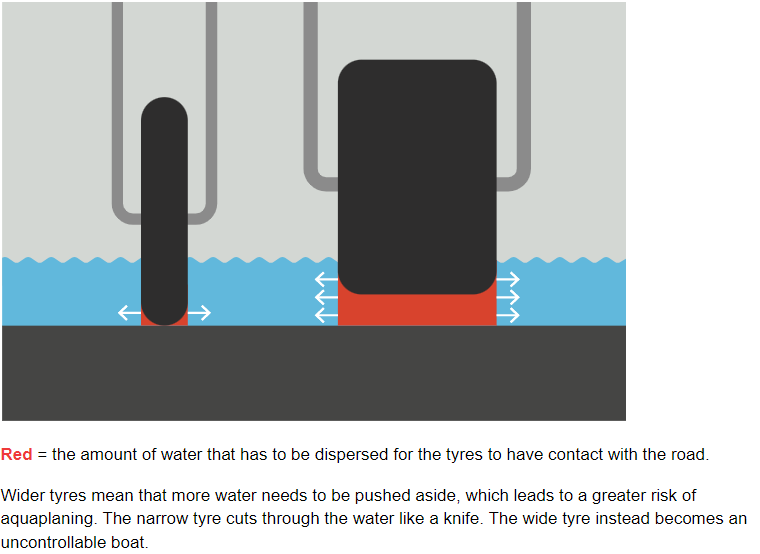 Red = the amount of water that has to be dispersed for the tyres to have contact with the road.
Wider tyres mean that more water needs to be pushed aside, which leads to a greater risk of
aquaplaning. The narrow tyre cuts through the water like a knife. The wide tyre instead becomes an
uncontrollable boat.